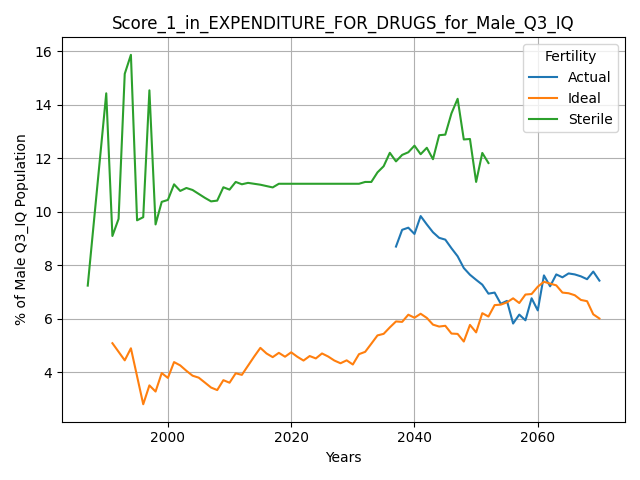 Score_1_in_EXPENDITURE_FOR_DRUGS_for_Male_Q3_IQ
Fertility
Actual
Ideal
Sterile
% of Male Q3_IQ Population
16
14
12
10
8
6
4
2000
2020
2040
2060
Years